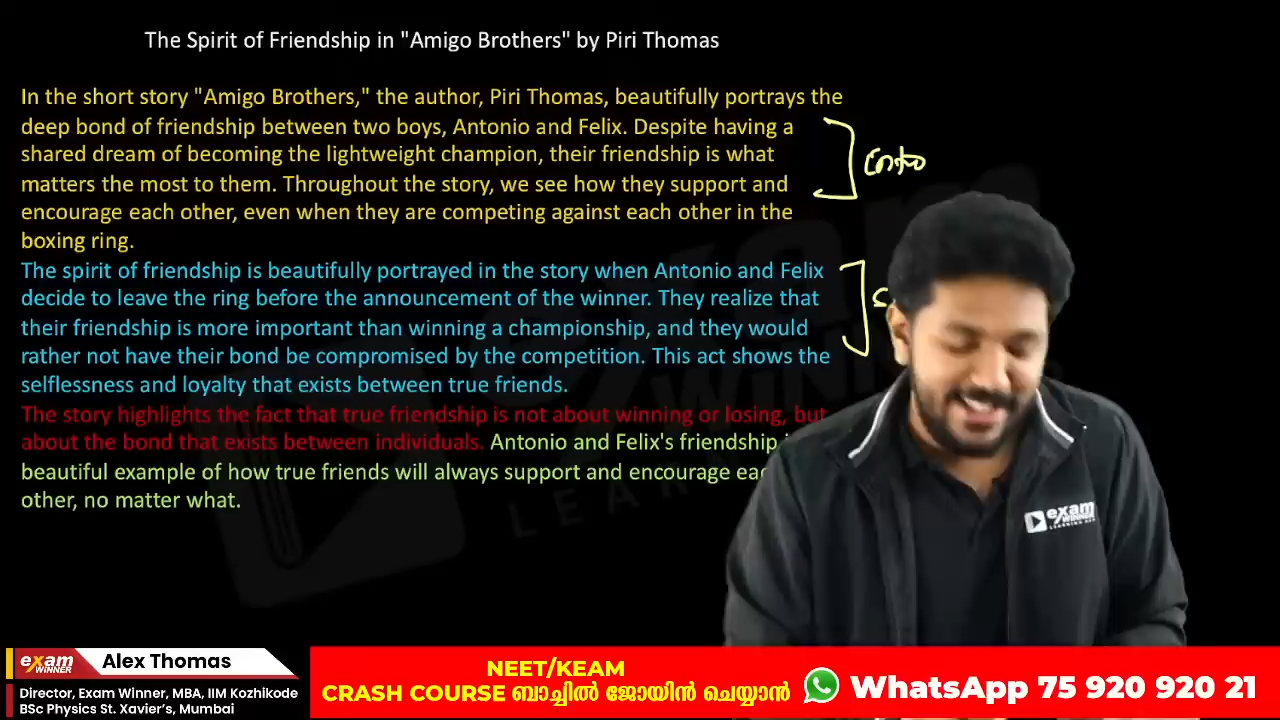 The Spirit of Friendship in "Amigo Brothers" by Piri Thomas
In the short story "Amigo Brothers," the author, Piri Thomas, beautifully portrays the
deep bond of friendship between two boys, Antonio and Felix. Despite having a
shared dream of becoming the lightweight champion, their friendship is what
matters the most to them. Throughout the story, we see how they support and
encourage each other, even when they are competing against each other in the
boxing ring.
The spirit of friendship is beautifully portrayed in the story when Antonio and Felix
decide to leave the ring before the announcement of the winner. They realize that
their friendship is more important than winning a championship, and they would
rather not have their bond be compromised by the competition. This act shows the
selflessness and loyalty that exists between true friends.
The story highlights the fact that true friendship is not about winning or losing, but
about the bond that exists between individuals. Antonio and Felix's friendship
beautiful example of how true friends will always support and encourage
other, no matter what.
exam
WINNER
LEARNING APP
exam
WINNER
Alex Thomas
Director, Exam Winner, MBA, IIM Kozhikode
BSc Physics St. Xavier's, Mumbai
NEET/KEAM
CRASH COURSE ബാച്ചിൽ ജോയിൻ ചെയ്യാൻ
WhatsApp 75 920 920 21